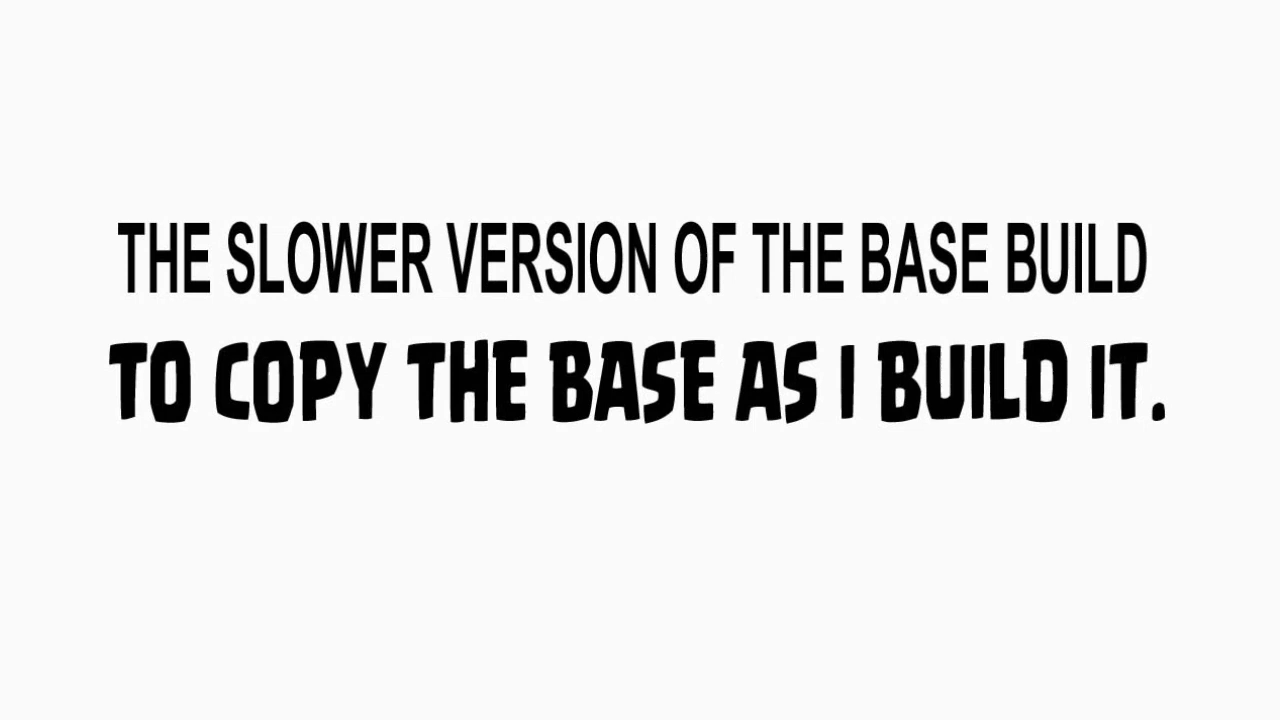 THE SLOWER VERSION OF THE BASE BUILD
TO COPY THE BASE AS I BUILD IT.